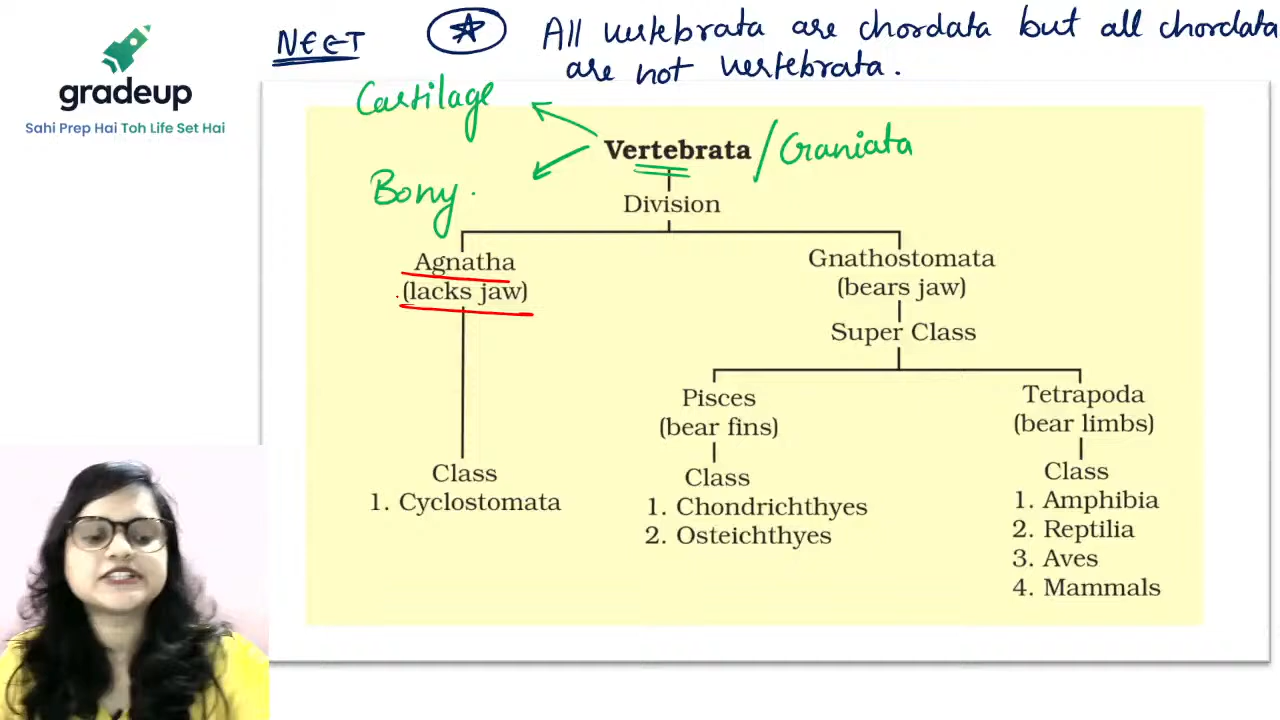 NEET
All vertebrata are chordata but all chordata
are not vertebrata.
gradeup
Sahi Prep Hai Toh Life Set Hai
Cartilage
Vertebrata / Craniata
Bony.
Division
Agnatha
(lacks jaw)
Gnathostomata
(bears jaw)
Super Class
Pisces
(bear fins)
Tetrapoda
(bear limbs)
Class
1. Cyclostomata
Class
1. Chondrichthyes
2. Osteichthyes
Class
1. Amphibia
2. Reptilia
3. Aves
4. Mammals